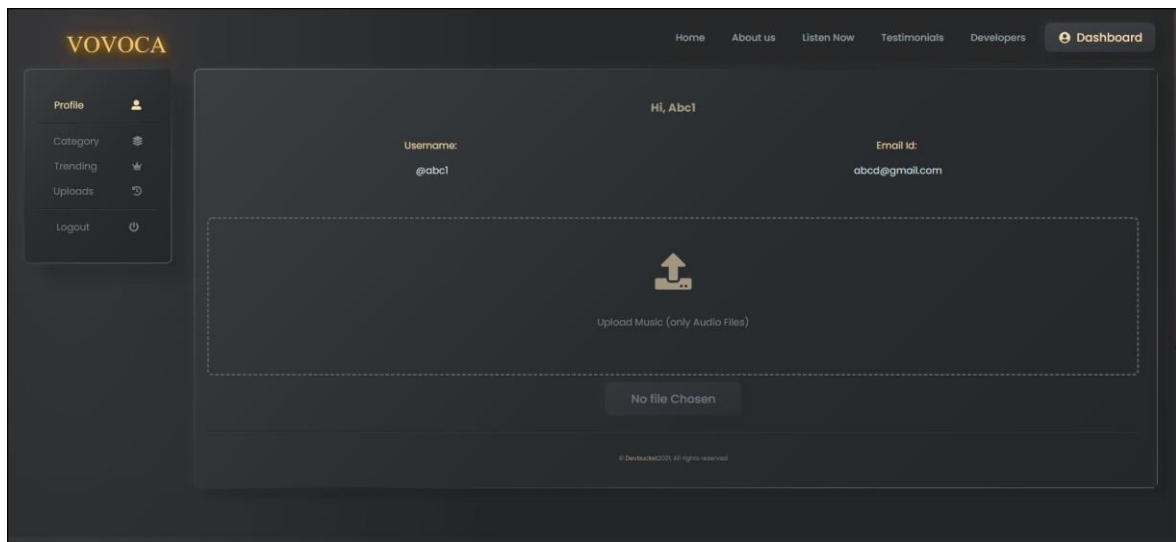 VOVOCA
Home About us Listen Now Testimonials Developers Dashboard
Profile
Category
Trending
Uploads
Logout
Hi, Abc1
Username: Email Id:
@abc1 abcd@gmail.com
Upload Music (only Audio Files)
No file Chosen
© Devbucket2021, All rights reserved